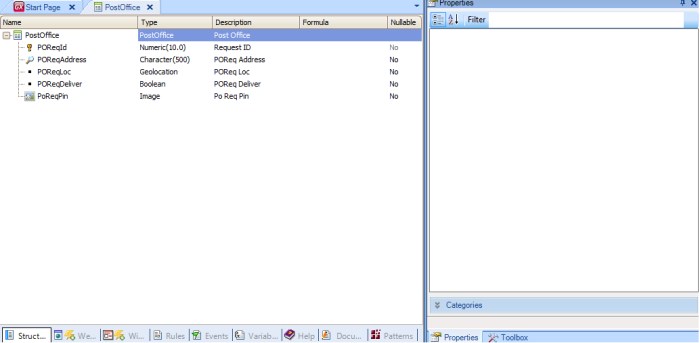 Start Page PostOffice
Name Type Description Formula Nullable
PostOffice PostOffice Post Office
POReqId Numeric(10.0) Request ID No
POReqAddress Character(500) POReq Address No
POReqLoc Geolocation POReq Loc No
POReqDeliver Boolean POReq Deliver No
PoReqPin Image Po Req Pin No
Struct... We... Wi... Rules Events Variab... Help Docu... Patterns
Properties
Filter
Categories
Properties Toolbox